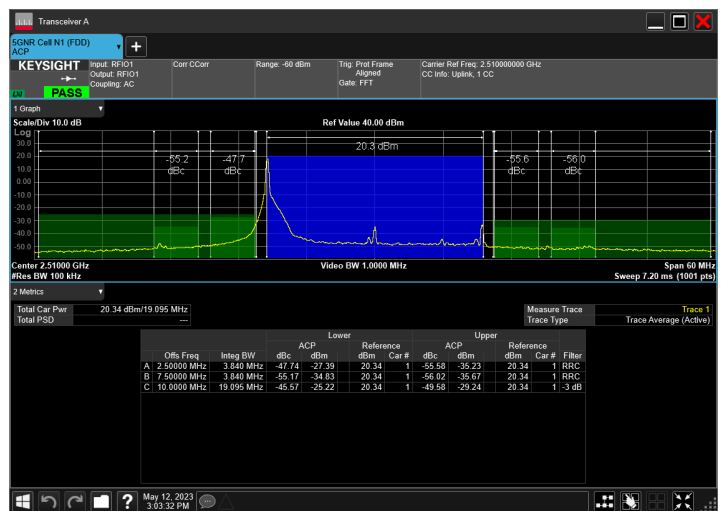 Transceiver A
5GNR Cell N1 (FDD)
ACP
KEYSIGHT
LXI
PASS
Input: RFIO1
Output: RFIO1
Coupling: AC
Corr CCorr
Range: -60 dBm
Trig: Prot Frame
Aligned
Gate: FFT
Carrier Ref Freq: 2.510000000 GHz
CC Info: Uplink, 1 CC
1 Graph
Scale/Div 10.0 dB
Ref Value 40.00 dBm
Log
30.0
20.0
10.0
0.00
-10.0
-20.0
-30.0
-40.0
-50.0
-55.2
dBc
-47.7
dBc
20.3 dBm
-55.6
dBc
-56.0
dBc
Center 2.51000 GHz
Video BW 1.0000 MHz
Span 60 MHz
#Res BW 100 kHz
Sweep 7.20 ms (1001 pts)
2 Metrics
Total Car Pwr 20.34 dBm/19.095 MHz
Total PSD ---
Measure Trace Trace 1
Trace Type Trace Average (Active)
Lower Upper
ACP Reference ACP Reference
Offs Freq Integ BW dBc dBm dBm Car # dBc dBm dBm Car # Filter
A 2.50000 MHz 3.840 MHz -47.74 -27.39 20.34 1 -55.58 -35.23 20.34 1 RRC
B 7.50000 MHz 3.840 MHz -55.17 -34.83 20.34 1 -56.02 -35.67 20.34 1 RRC
C 10.0000 MHz 19.095 MHz -45.57 -25.22 20.34 1 -49.58 -29.24 20.34 1 -3 dB
?
May 12, 2023
3:03:32 PM